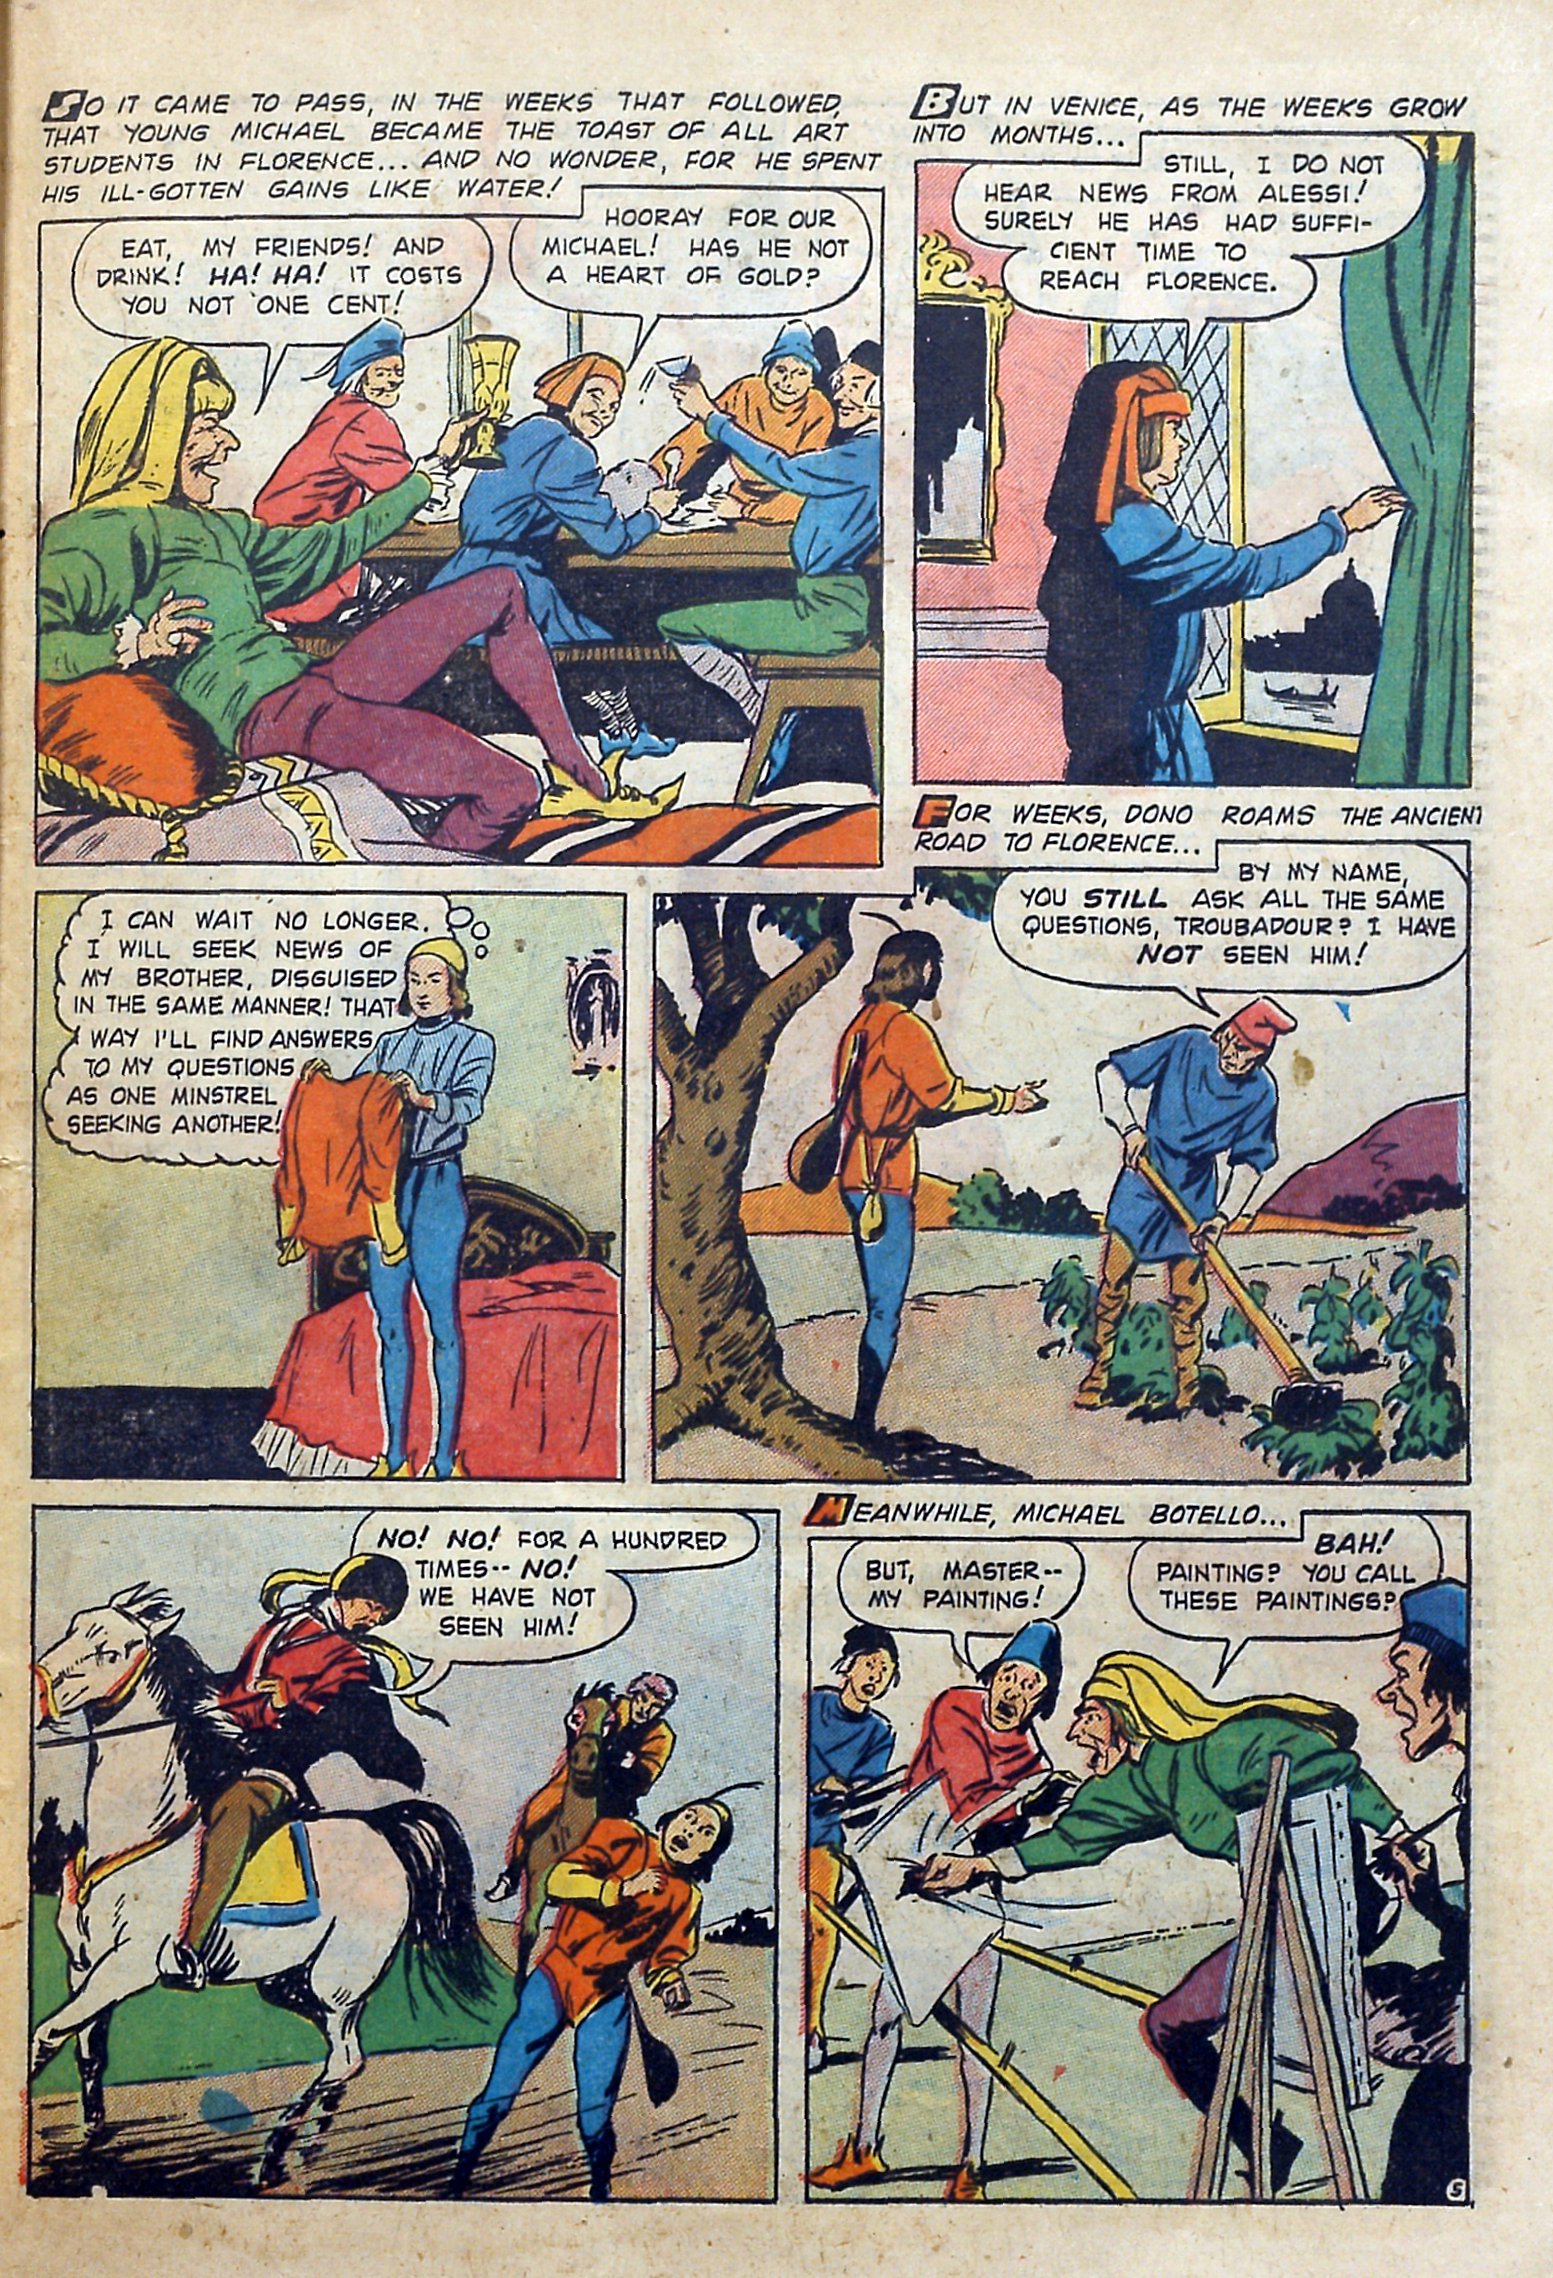 SO IT CAME TO PASS, IN THE WEEKS THAT FOLLOWED,
THAT YOUNG MICHAEL BECAME THE TOAST OF ALL ART
STUDENTS IN FLORENCE... AND NO WONDER, FOR HE SPENT
HIS ILL-GOTTEN GAINS LIKE WATER!
EAT, MY FRIENDS! AND
DRINK! HA! HA! IT COSTS
YOU NOT ONE CENT!
HOORAY FOR OUR
MICHAEL! HAS HE NOT
A HEART OF GOLD?
BUT IN VENICE, AS THE WEEKS GROW
INTO MONTHS...
STILL, I DO NOT
HEAR NEWS FROM ALESSI!
SURELY HE HAS HAD SUFFI-
CIENT TIME TO
REACH FLORENCE.
I CAN WAIT NO LONGER.
I WILL SEEK NEWS OF
MY BROTHER, DISGUISED
IN THE SAME MANNER! THAT
WAY I'LL FIND ANSWERS
TO MY QUESTIONS
AS ONE MINSTREL
SEEKING ANOTHER!
FOR WEEKS, DONO ROAMS THE ANCIENT
ROAD TO FLORENCE...
BY MY NAME,
YOU STILL ASK ALL THE SAME
QUESTIONS, TROUBADOUR? I HAVE
NOT SEEN HIM!
NO! NO! FOR A HUNDRED
TIMES-- NO!
WE HAVE NOT
SEEN HIM!
MEANWHILE, MICHAEL BOTELLO...
BUT, MASTER--
MY PAINTING!
BAH!
PAINTING? YOU CALL
THESE PAINTINGS?
5